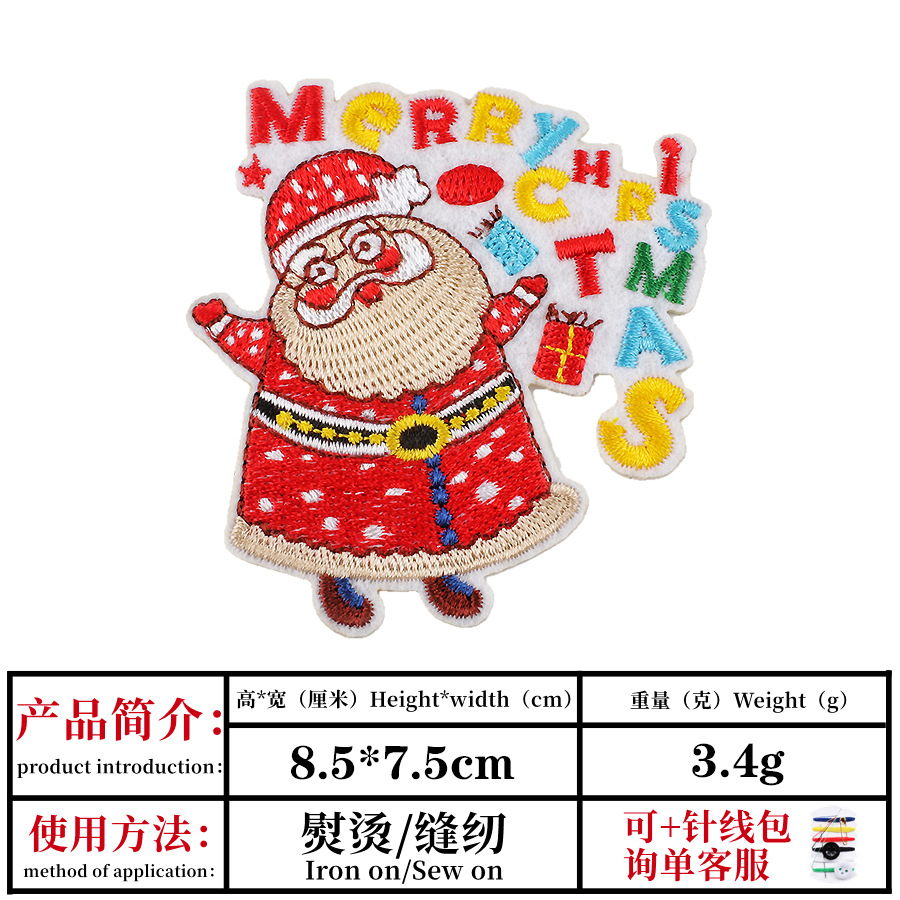 MERRY
CHRISTMAS
产品简介:
product introduction:
高*宽（厘米）Height*width（cm）
重量（克）Weight（g）
8.5*7.5cm
3.4g
使用方法:
method of application:
熨烫/缝纫
Iron on/Sew on
可+针线包
询单客服